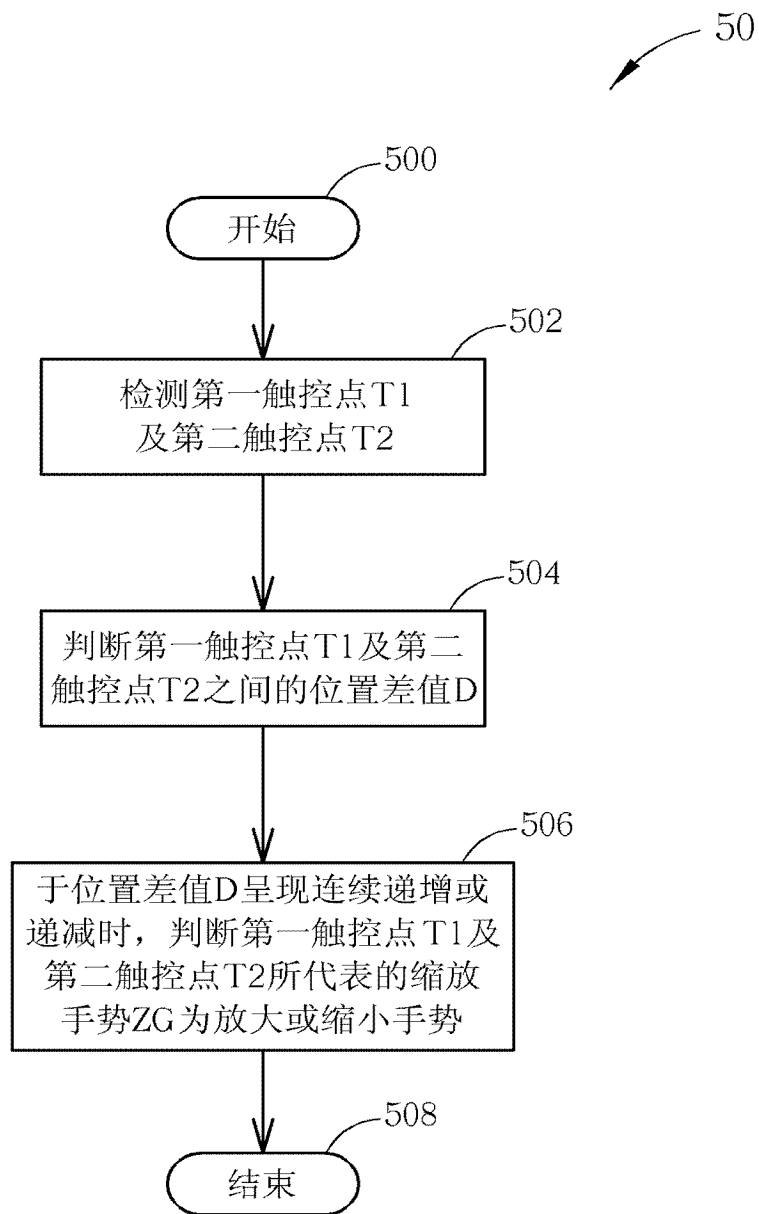 50
500
开始
502
检测第一触控点T1
及第二触控点T2
504
判断第一触控点T1及第二
触控点T2之间的位置差值D
506
于位置差值D呈现连续递增或
递减时，判断第一触控点T1及
第二触控点T2所代表的缩放
手势ZG为放大或缩小手势
508
结束